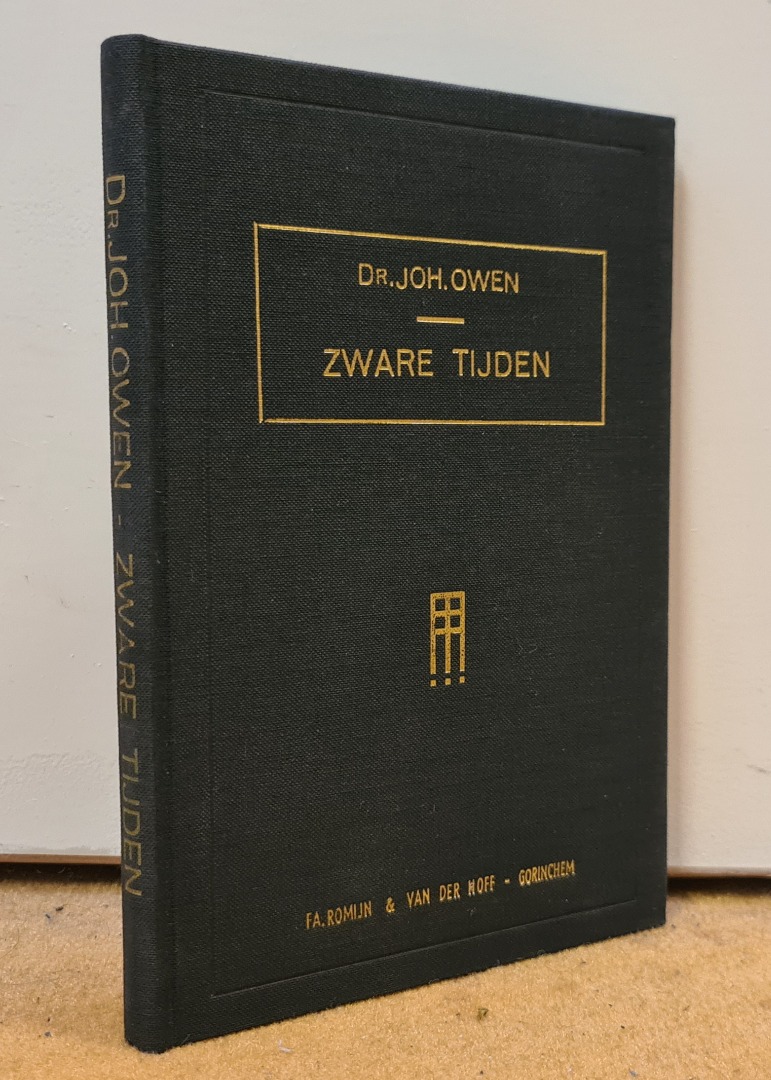 DR. JOH. OWEN - ZWARE TIJDEN
DR. JOH. OWEN
ZWARE TIJDEN
FA. ROMIJN & VAN DER HOFF - GORINCHEM